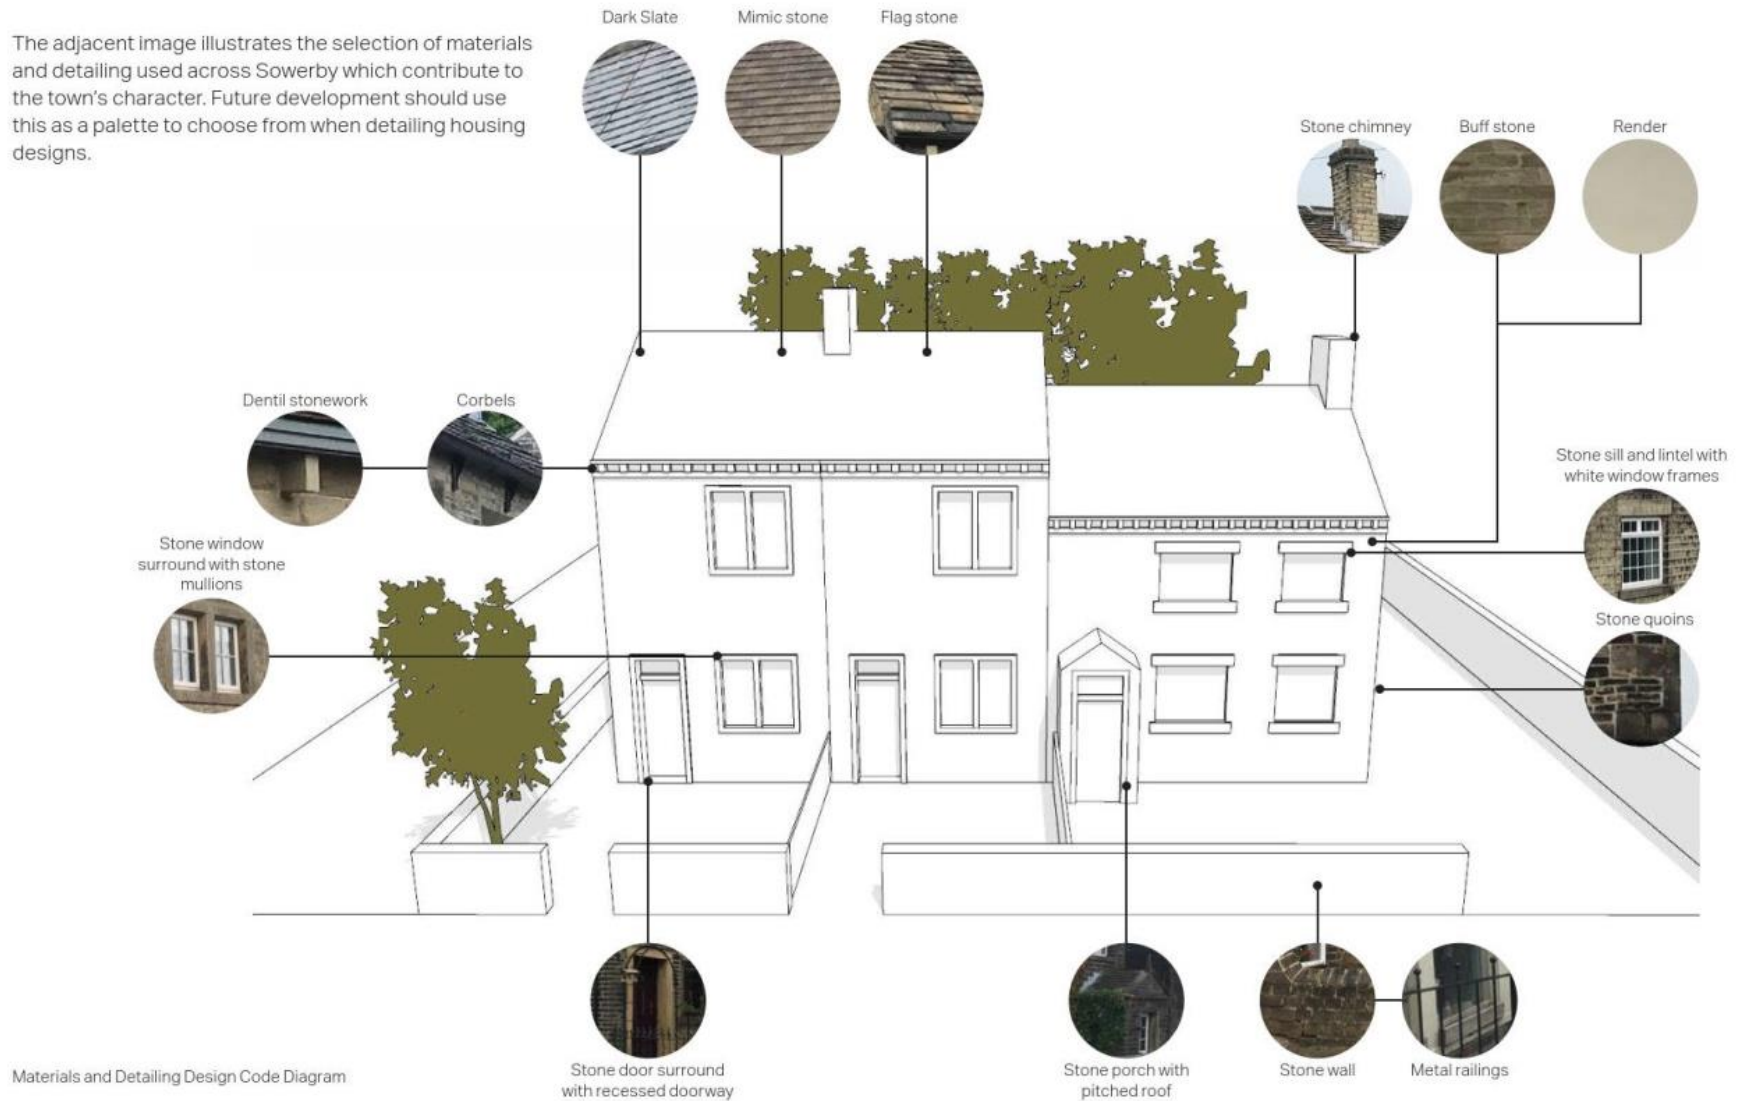 The adjacent image illustrates the selection of materials
and detailing used across Sowerby which contribute to
the town's character. Future development should use
this as a palette to choose from when detailing housing
designs.
Dark Slate
Mimic stone
Flag stone
Stone chimney
Buff stone
Render
Dentil stonework
Corbels
Stone sill and lintel with
white window frames
Stone window
surround with stone
mullions
Stone quoins
Stone door surround
with recessed doorway
Stone porch with
pitched roof
Stone wall
Metal railings
Materials and Detailing Design Code Diagram